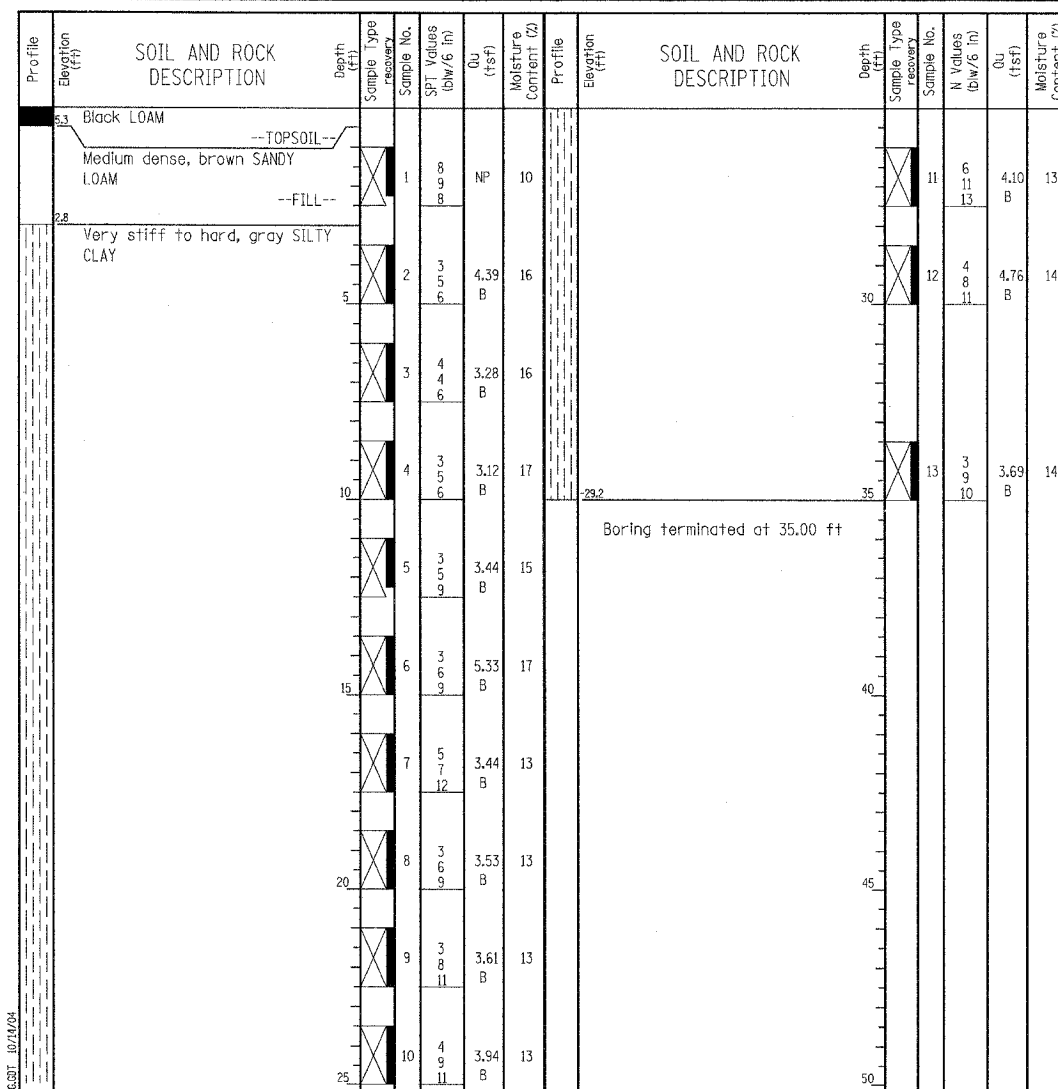 Profile
Elevation (ft)
SOIL AND ROCK
DESCRIPTION
Depth (ft)
Sample Type
recovery
Sample No.
SPT Values
(blw/6 in)
Qu
(tsf)
Moisture
Content (%)
Profile
Elevation (ft)
SOIL AND ROCK
DESCRIPTION
Depth (ft)
Sample Type
recovery
Sample No.
N Values
(blw/6 in)
Qu
(tsf)
Moisture
Content (%)
5.3 Black LOAM
--TOPSOIL--
Medium dense, brown SANDY
LOAM
--FILL--
1 8 9 8 NP 10
2.8
Very stiff to hard, gray SILTY
CLAY
2 3 5 6 4.39 B 16
5
3 4 4 6 3.28 B 16
4 3 5 6 3.12 B 17
10
5 3 5 9 3.44 B 15
6 3 6 9 5.33 B 17
15
7 5 7 12 3.44 B 13
8 3 6 9 3.53 B 13
20
9 3 8 11 3.61 B 13
10 4 9 11 3.94 B 13
25
11 6 11 13 4.10 B 13
12 4 8 11 4.76 B 14
30
13 3 9 10 3.69 B 14
-29.2 35
Boring terminated at 35.00 ft
40
45
50
G.GDT 10/14/04